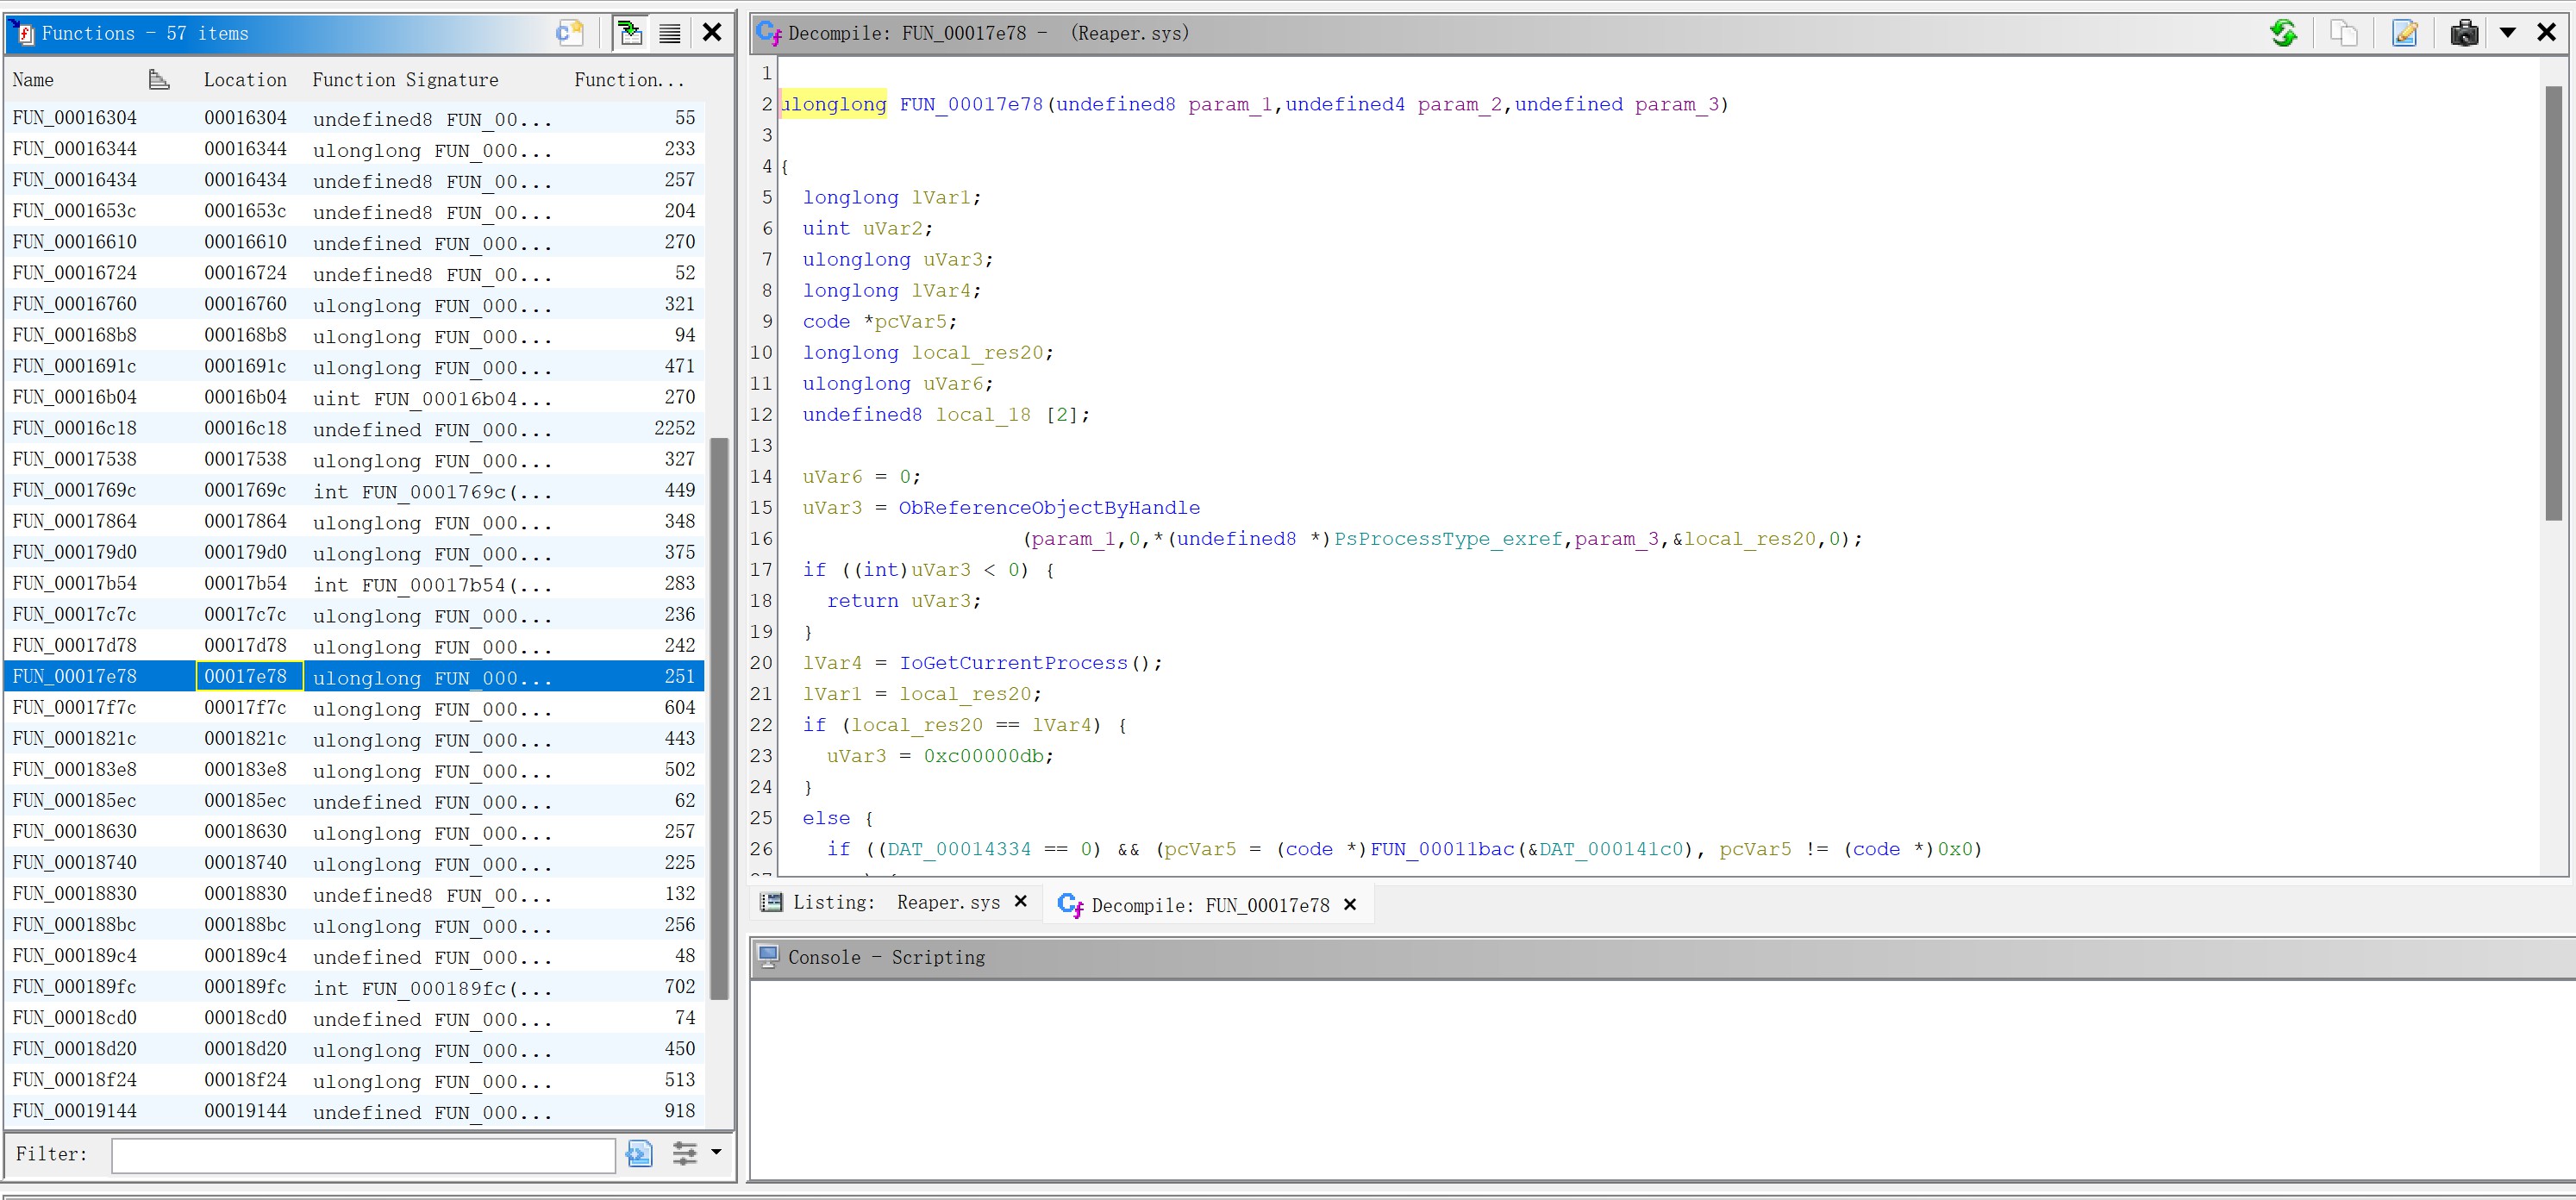 Functions - 57 items
Name Location Function Signature Function...
FUN_00016304 00016304 undefined8 FUN_00... 55
FUN_00016344 00016344 ulonglong FUN_000... 233
FUN_00016434 00016434 undefined8 FUN_00... 257
FUN_0001653c 0001653c undefined8 FUN_00... 204
FUN_00016610 00016610 undefined FUN_000... 270
FUN_00016724 00016724 undefined8 FUN_00... 52
FUN_00016760 00016760 ulonglong FUN_000... 321
FUN_000168b8 000168b8 ulonglong FUN_000... 94
FUN_0001691c 0001691c ulonglong FUN_000... 471
FUN_00016b04 00016b04 uint FUN_00016b04... 270
FUN_00016c18 00016c18 undefined FUN_000... 2252
FUN_00017538 00017538 ulonglong FUN_000... 327
FUN_0001769c 0001769c int FUN_0001769c(... 449
FUN_00017864 00017864 ulonglong FUN_000... 348
FUN_000179d0 000179d0 ulonglong FUN_000... 375
FUN_00017b54 00017b54 int FUN_00017b54(... 283
FUN_00017c7c 00017c7c ulonglong FUN_000... 236
FUN_00017d78 00017d78 ulonglong FUN_000... 242
FUN_00017e78 00017e78 ulonglong FUN_000... 251
FUN_00017f7c 00017f7c ulonglong FUN_000... 604
FUN_0001821c 0001821c ulonglong FUN_000... 443
FUN_000183e8 000183e8 ulonglong FUN_000... 502
FUN_000185ec 000185ec undefined FUN_000... 62
FUN_00018630 00018630 ulonglong FUN_000... 257
FUN_00018740 00018740 ulonglong FUN_000... 225
FUN_00018830 00018830 undefined8 FUN_00... 132
FUN_000188bc 000188bc ulonglong FUN_000... 256
FUN_000189c4 000189c4 undefined FUN_000... 48
FUN_000189fc 000189fc int FUN_000189fc(... 702
FUN_00018cd0 00018cd0 undefined FUN_000... 74
FUN_00018d20 00018d20 ulonglong FUN_000... 450
FUN_00018f24 00018f24 ulonglong FUN_000... 513
FUN_00019144 00019144 undefined FUN_000... 918
Filter:
Decompile: FUN_00017e78 - (Reaper.sys)
1
2 ulonglong FUN_00017e78(undefined8 param_1,undefined4 param_2,undefined param_3)
3
4 {
5 longlong lVar1;
6 uint uVar2;
7 ulonglong uVar3;
8 longlong lVar4;
9 code *pcVar5;
10 longlong local_res20;
11 ulonglong uVar6;
12 undefined8 local_18 [2];
13
14 uVar6 = 0;
15 uVar3 = ObReferenceObjectByHandle
16 (param_1,0,*(undefined8 *)PsProcessType_exref,param_3,&local_res20,0);
17 if ((int)uVar3 < 0) {
18 return uVar3;
19 }
20 lVar4 = IoGetCurrentProcess();
21 lVar1 = local_res20;
22 if (local_res20 == lVar4) {
23 uVar3 = 0xc00000db;
24 }
25 else {
26 if ((DAT_00014334 == 0) && (pcVar5 = (code *)FUN_00011bac(&DAT_000141c0), pcVar5 != (code *)0x0)
Listing: Reaper.sys
Decompile: FUN_00017e78
Console - Scripting